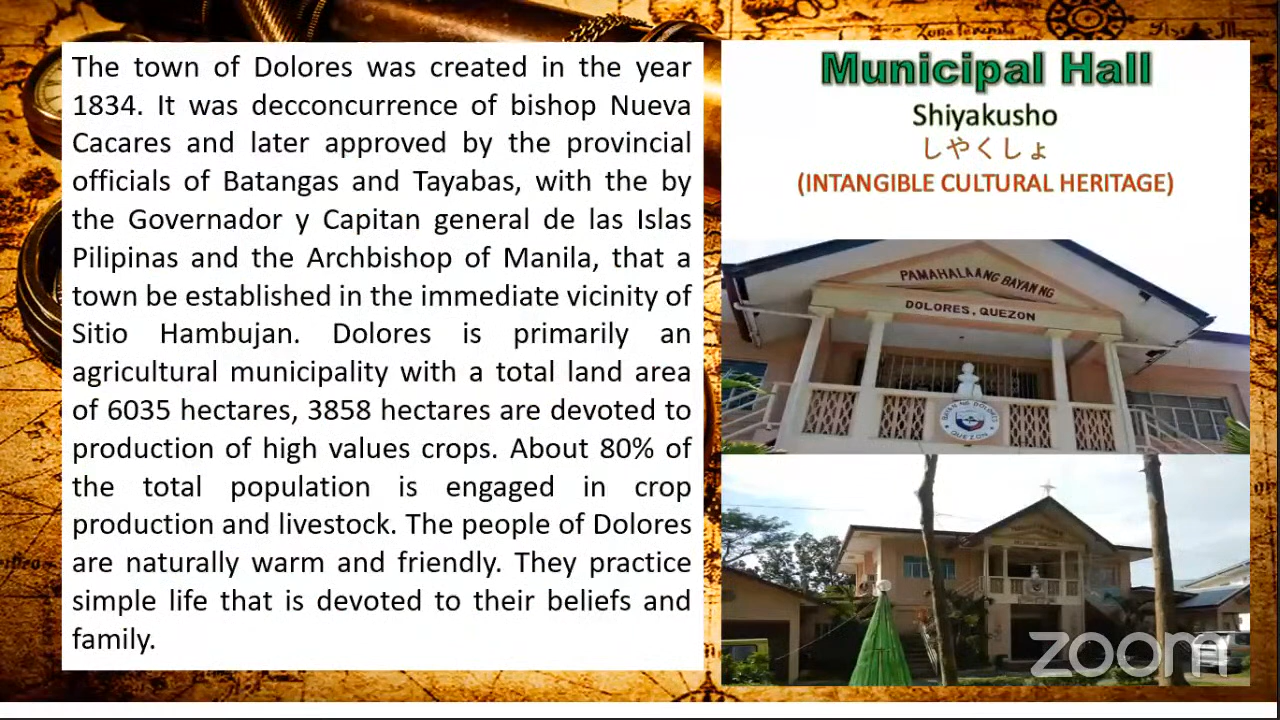 The town of Dolores was created in the year
1834. It was decconcurrence of bishop Nueva
Cacares and later approved by the provincial
officials of Batangas and Tayabas, with the by
the Governador y Capitan general de las Islas
Pilipinas and the Archbishop of Manila, that a
town be established in the immediate vicinity of
Sitio Hambujan. Dolores is primarily an
agricultural municipality with a total land area
of 6035 hectares, 3858 hectares are devoted to
production of high values crops. About 80% of
the total population is engaged in crop
production and livestock. The people of Dolores
are naturally warm and friendly. They practice
simple life that is devoted to their beliefs and
family.
Municipal Hall
Shiyakusho
しやくしょ
(INTANGIBLE CULTURAL HERITAGE)
PAMAHALAANG BAYAN NG
DOLORES, QUEZON
BAYAN NG DOLORES
QUEZON
zoom